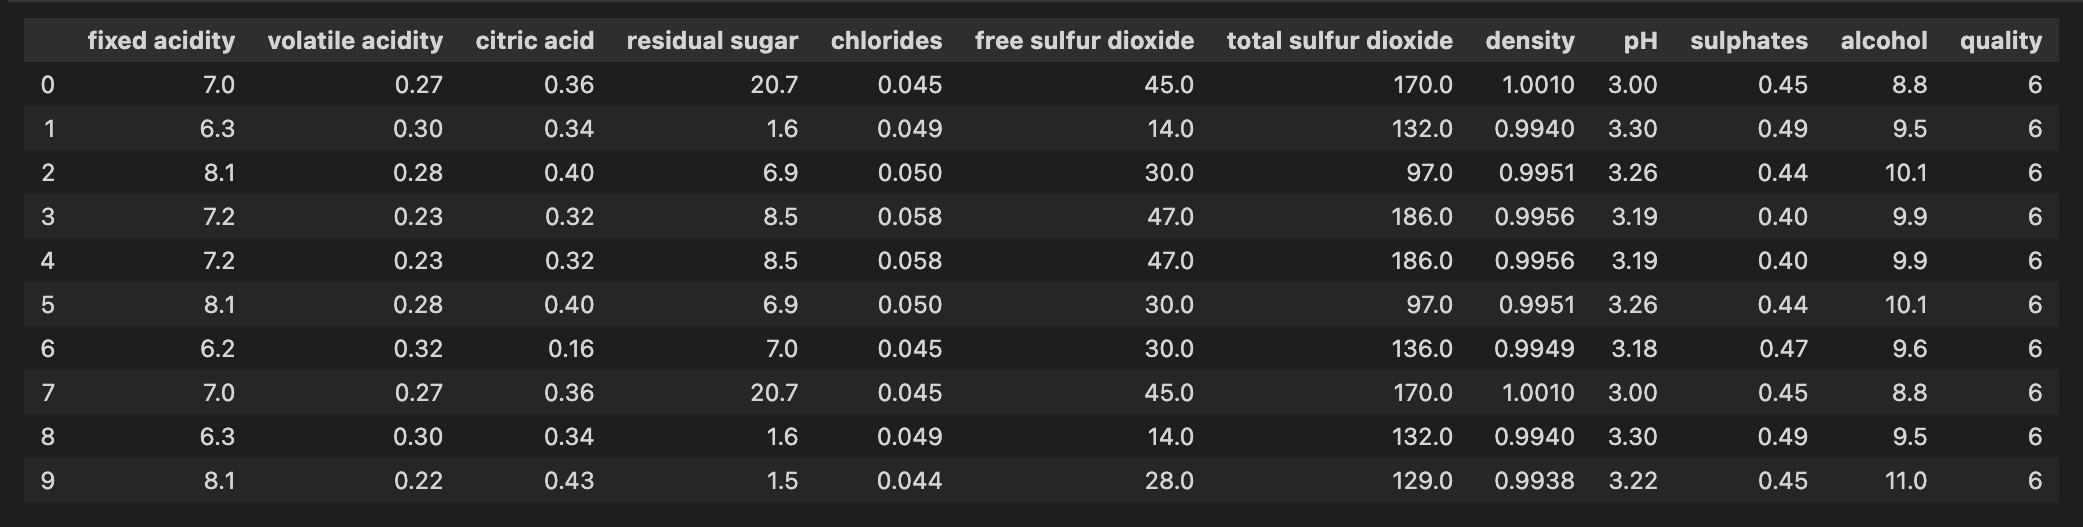 fixed acidity volatile acidity citric acid residual sugar chlorides free sulfur dioxide total sulfur dioxide density pH sulphates alcohol quality
0 7.0 0.27 0.36 20.7 0.045 45.0 170.0 1.0010 3.00 0.45 8.8 6
1 6.3 0.30 0.34 1.6 0.049 14.0 132.0 0.9940 3.30 0.49 9.5 6
2 8.1 0.28 0.40 6.9 0.050 30.0 97.0 0.9951 3.26 0.44 10.1 6
3 7.2 0.23 0.32 8.5 0.058 47.0 186.0 0.9956 3.19 0.40 9.9 6
4 7.2 0.23 0.32 8.5 0.058 47.0 186.0 0.9956 3.19 0.40 9.9 6
5 8.1 0.28 0.40 6.9 0.050 30.0 97.0 0.9951 3.26 0.44 10.1 6
6 6.2 0.32 0.16 7.0 0.045 30.0 136.0 0.9949 3.18 0.47 9.6 6
7 7.0 0.27 0.36 20.7 0.045 45.0 170.0 1.0010 3.00 0.45 8.8 6
8 6.3 0.30 0.34 1.6 0.049 14.0 132.0 0.9940 3.30 0.49 9.5 6
9 8.1 0.22 0.43 1.5 0.044 28.0 129.0 0.9938 3.22 0.45 11.0 6